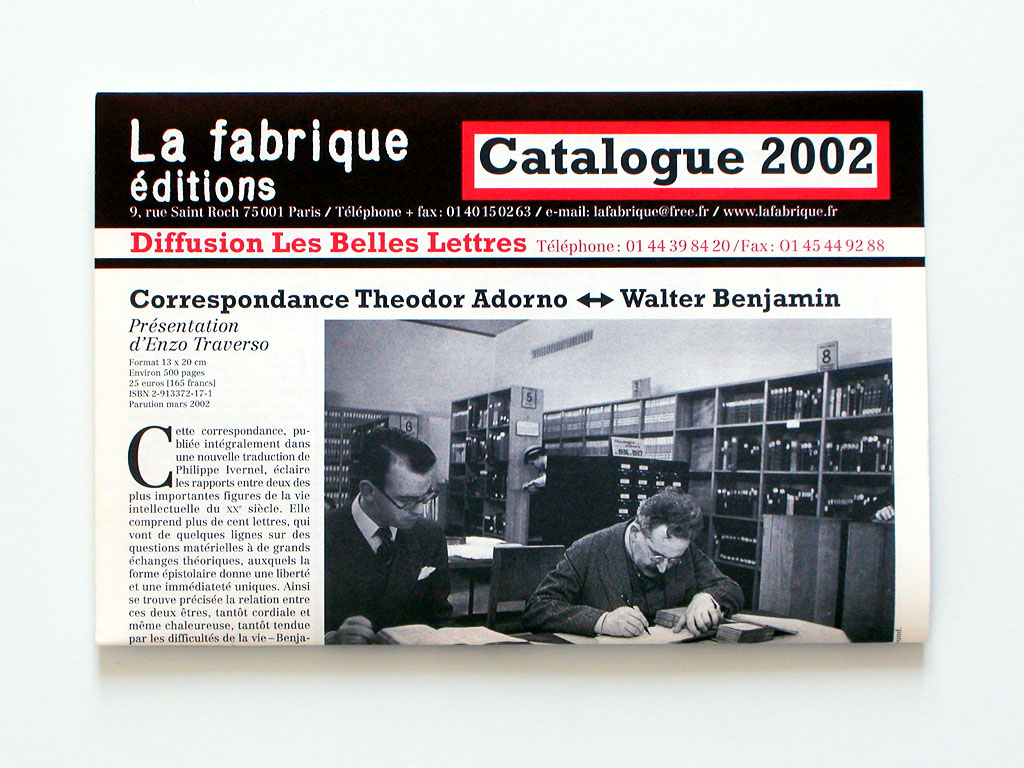 La fabrique
éditions
Catalogue 2002
9, rue Saint Roch 75001 Paris / Téléphone + fax : 01 40 15 02 63 / e-mail: lafabrique@free.fr / www.lafabrique.fr
Diffusion Les Belles Lettres Téléphone : 01 44 39 84 20 / Fax : 01 45 44 92 88
Correspondance Theodor Adorno ↔ Walter Benjamin
Présentation
d'Enzo Traverso
Format 13 x 20 cm
Environ 500 pages
25 euros [165 francs]
ISBN 2-913372-17-1
Parution mars 2002
Cette correspondance, pu-
bliée intégralement dans
une nouvelle traduction de
Philippe Ivernel, éclaire
les rapports entre deux des
plus importantes figures de la vie
intellectuelle du XXe siècle. Elle
comprend plus de cent lettres, qui
vont de quelques lignes sur des
questions matérielles à de grands
échanges théoriques, auxquels la
forme épistolaire donne une liberté
et une immédiateté uniques. Ainsi
se trouve précisée la relation entre
ces deux êtres, tantôt cordiale et
même chaleureuse, tantôt tendue
par les difficultés de la vie – Benja-
8
5
8
1936-1937